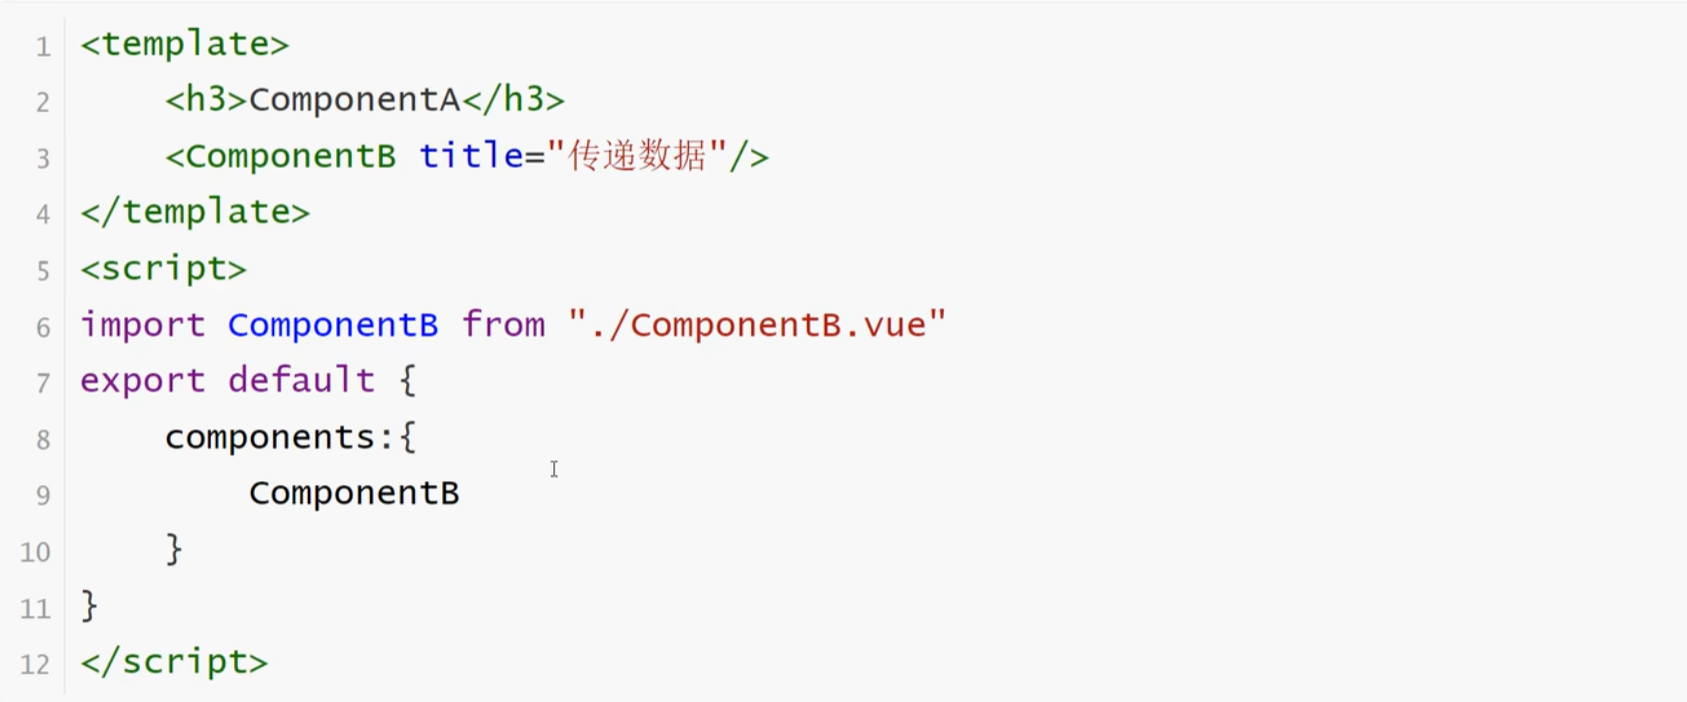 1 <template>
2 <h3>ComponentA</h3>
3 <ComponentB title="传递数据"/>
4 </template>
5 <script>
6 import ComponentB from "./ComponentB.vue"
7 export default {
8 components:{
9 ComponentB
10 }
11 }
12 </script>